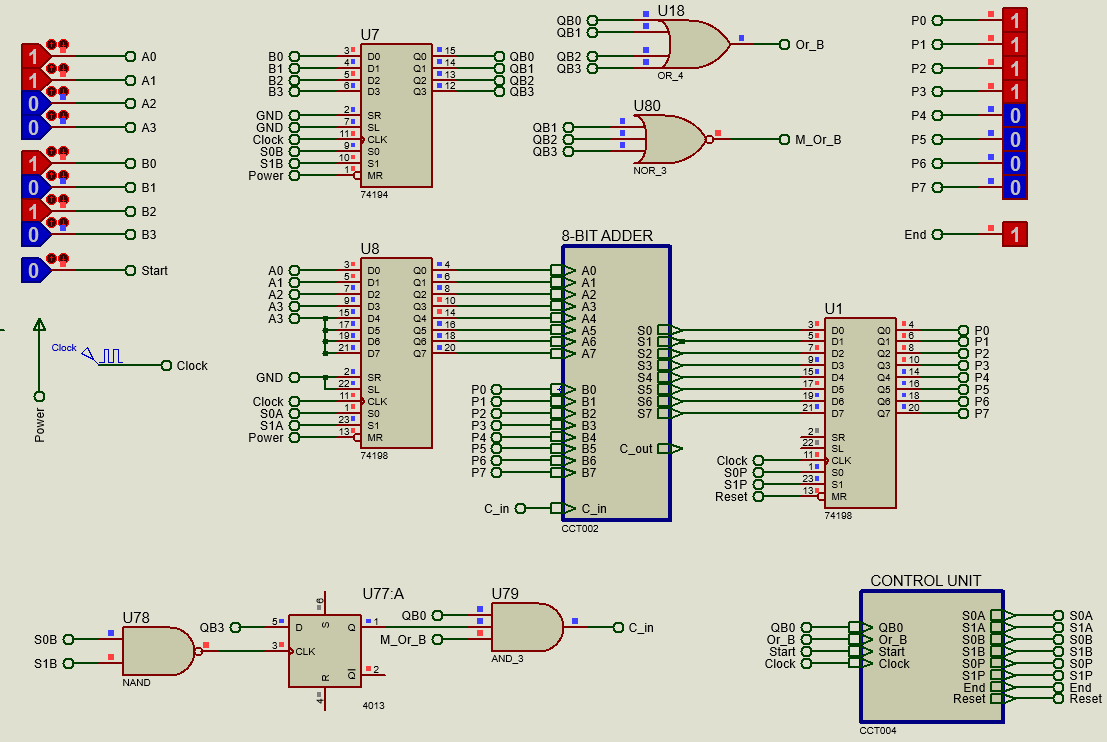 1 A0
1 A1
0 A2
0 A3
1 B0
0 B1
1 B2
0 B3
0 Start
Clock Clock
Power
U7
B0 3 D0 Q0 15 QB0
B1 4 D1 Q1 14 QB1
B2 5 D2 Q2 13 QB2
B3 6 D3 Q3 12 QB3
GND 2 SR
GND 7 SL
Clock 11 CLK
S0B 9 S0
S1B 10 S1
Power 1 MR
74194
U18
QB0
QB1
QB2
QB3
Or_B
OR_4
U80
QB1
QB2
QB3
M_Or_B
NOR_3
P0 1
P1 1
P2 1
P3 1
P4 0
P5 0
P6 0
P7 0
End 1
U8
A0 3 D0 Q0 4
A1 5 D1 Q1 6
A2 7 D2 Q2 8
A3 9 D3 Q3 10
A3 15 D4 Q4 14
17 D5 Q5 16
19 D6 Q6 18
21 D7 Q7 20
GND 2 SR
22 SL
Clock 11 CLK
S0A 1 S0
S1A 23 S1
Power 13 MR
74198
8-BIT ADDER
A0
A1
A2
A3
A4
A5
A6
A7
P0 B0
P1 B1
P2 B2
P3 B3
P4 B4
P5 B5
P6 B6
P7 B7
C_in C_in
S0
S1
S2
S3
S4
S5
S6
S7
C_out
CCT002
U1
3 D0 Q0 4 P0
5 D1 Q1 6 P1
7 D2 Q2 8 P2
9 D3 Q3 10 P3
15 D4 Q4 14 P4
17 D5 Q5 16 P5
19 D6 Q6 18 P6
21 D7 Q7 20 P7
2 SR
22 SL
Clock 11 CLK
S0P 1 S0
S1P 23 S1
Reset 13 MR
74198
U78
S0B
S1B
NAND
U77:A
QB3 5 D S 6 Q 1
3 CLK
Q 2
R 4
4013
U79
QB0
M_Or_B
C_in
AND_3
CONTROL UNIT
QB0 QB0
Or_B Or_B
Start Start
Clock Clock
S0A S0A
S1A S1A
S0B S0B
S1B S1B
S0P S0P
S1P S1P
End End
Reset Reset
CCT004